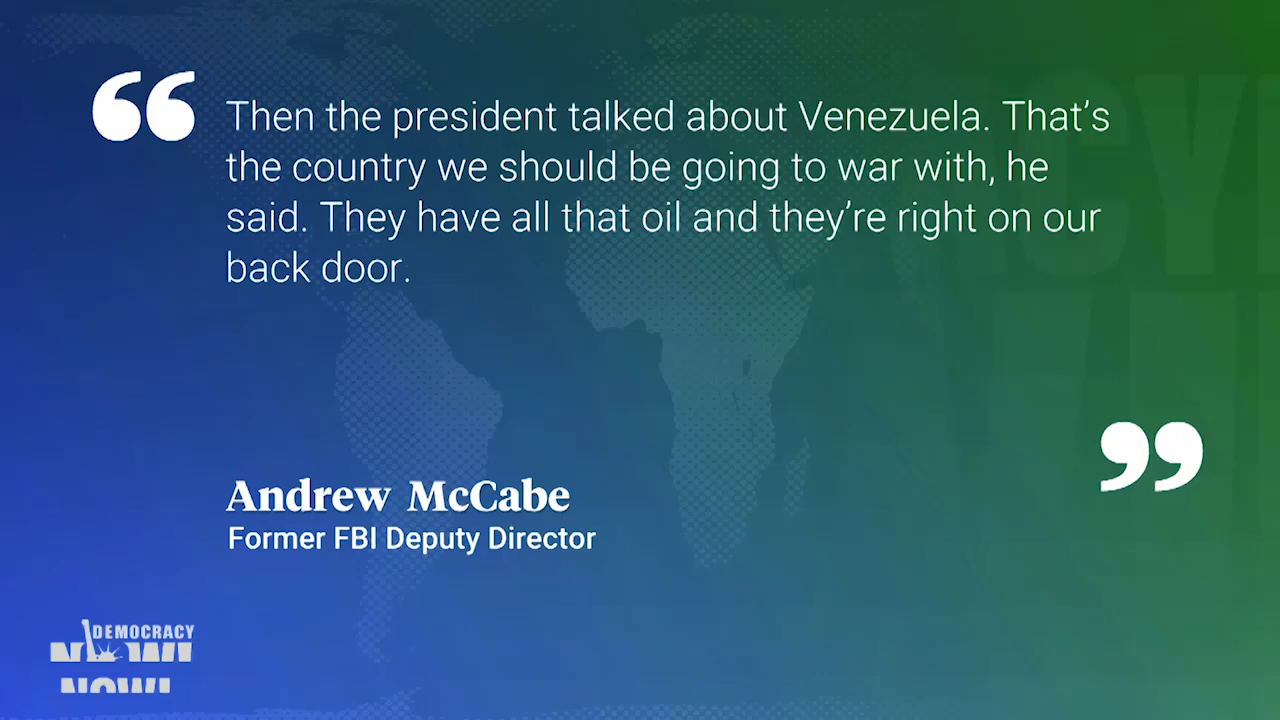 Then the president talked about Venezuela. That’s
the country we should be going to war with, he
said. They have all that oil and they’re right on our
back door.
Andrew McCabe
Former FBI Deputy Director
DEMOCRACY
NOW!